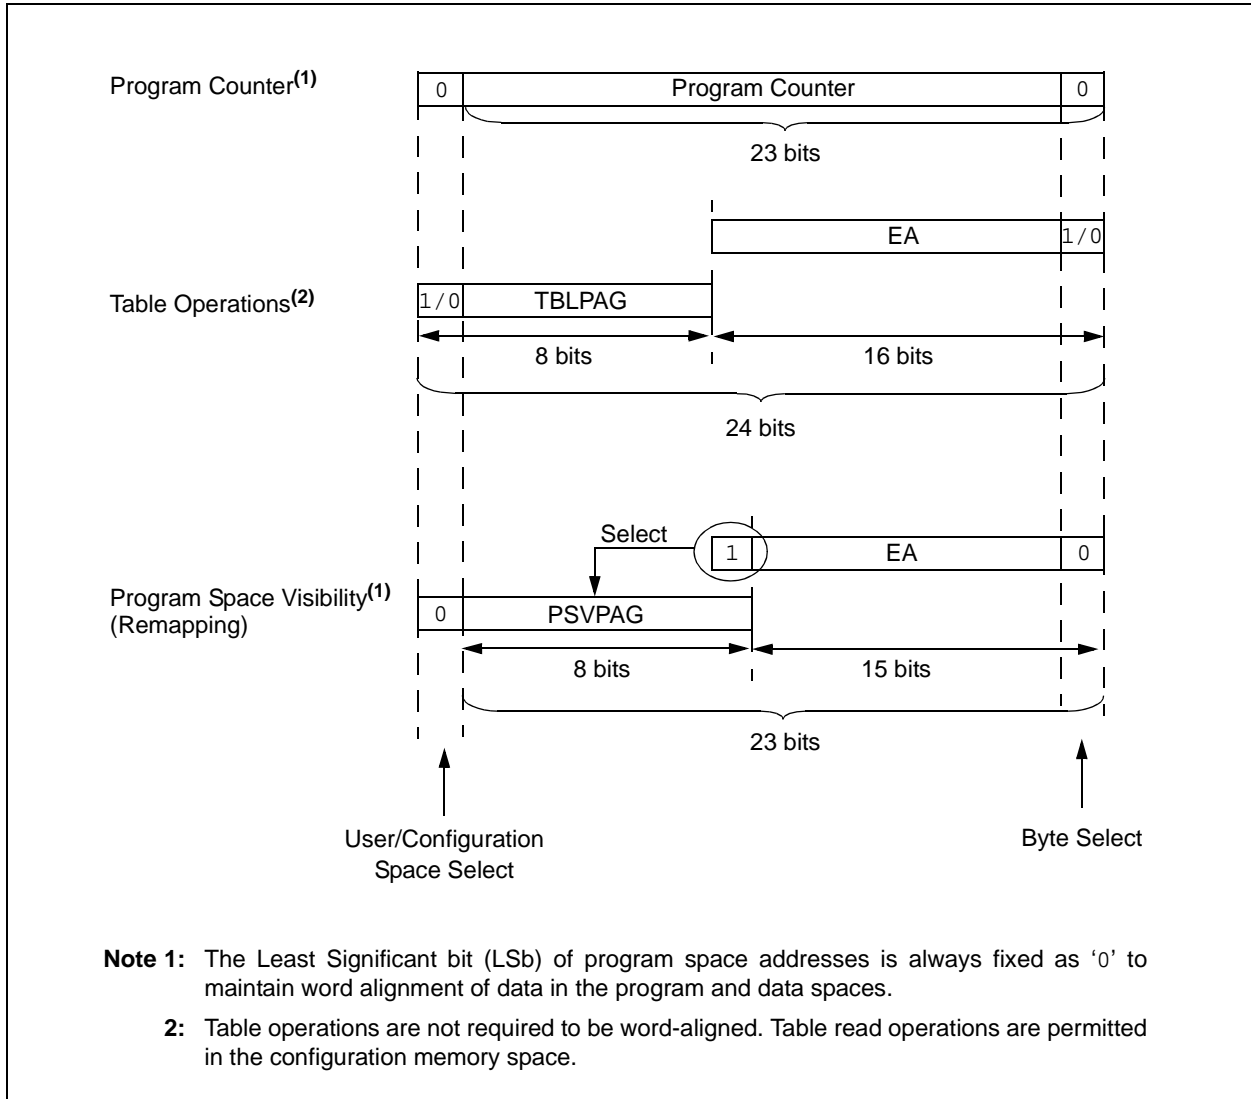 Program Counter(1)
0
Program Counter
0
23 bits
EA
1/0
Table Operations(2)
1/0
TBLPAG
8 bits
16 bits
24 bits
Select
1
EA
0
Program Space Visibility(1)
(Remapping)
0
PSVPAG
8 bits
15 bits
23 bits
User/Configuration
Space Select
Byte Select
Note 1: The Least Significant bit (LSb) of program space addresses is always fixed as ‘0’ to
maintain word alignment of data in the program and data spaces.
2: Table operations are not required to be word-aligned. Table read operations are permitted
in the configuration memory space.